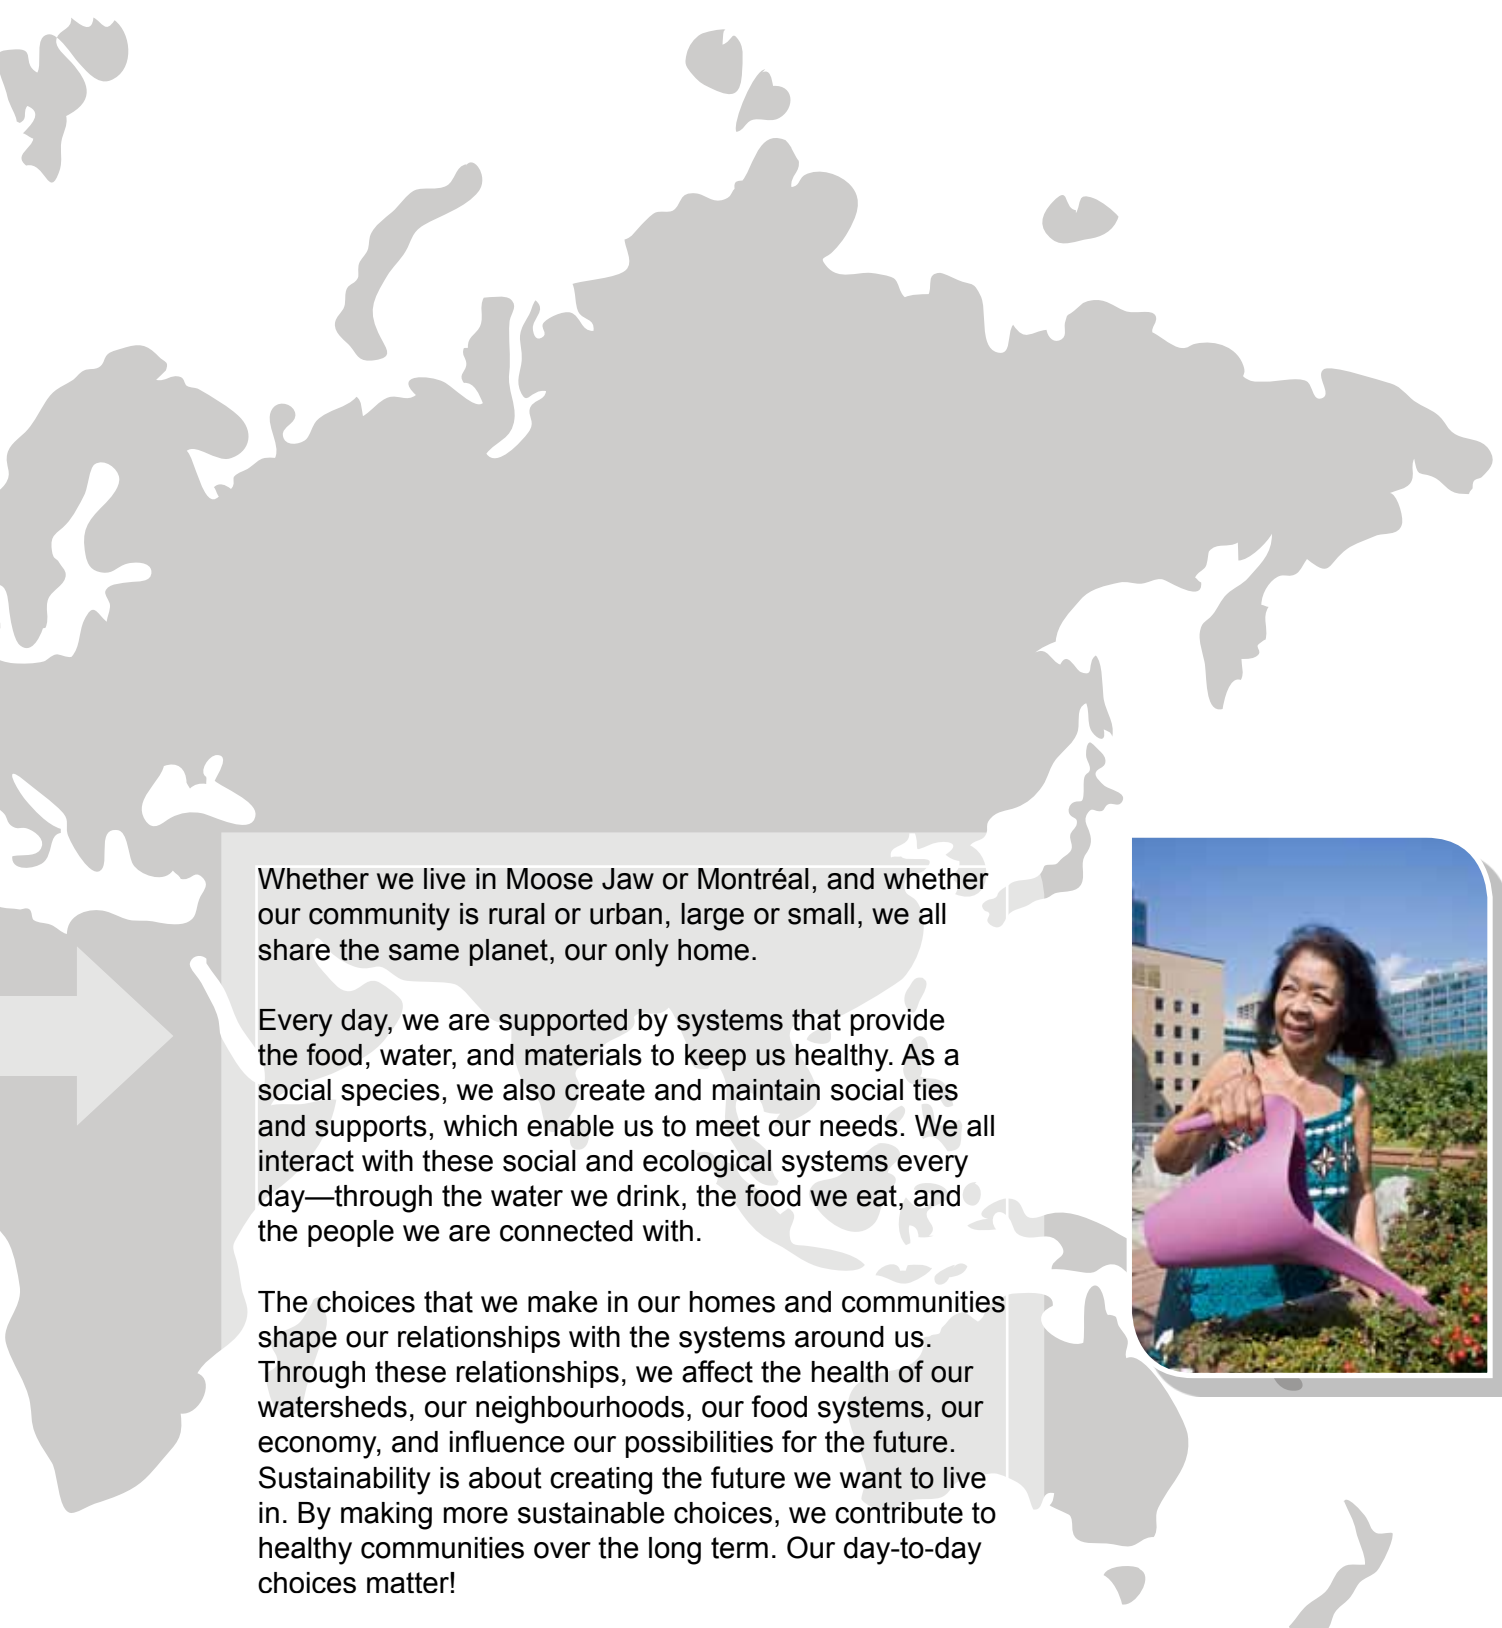 Whether we live in Moose Jaw or Montréal, and whether
our community is rural or urban, large or small, we all
share the same planet, our only home.
Every day, we are supported by systems that provide
the food, water, and materials to keep us healthy. As a
social species, we also create and maintain social ties
and supports, which enable us to meet our needs. We all
interact with these social and ecological systems every
day—through the water we drink, the food we eat, and
the people we are connected with.
The choices that we make in our homes and communities
shape our relationships with the systems around us.
Through these relationships, we affect the health of our
watersheds, our neighbourhoods, our food systems, our
economy, and influence our possibilities for the future.
Sustainability is about creating the future we want to live
in. By making more sustainable choices, we contribute to
healthy communities over the long term. Our day-to-day
choices matter!